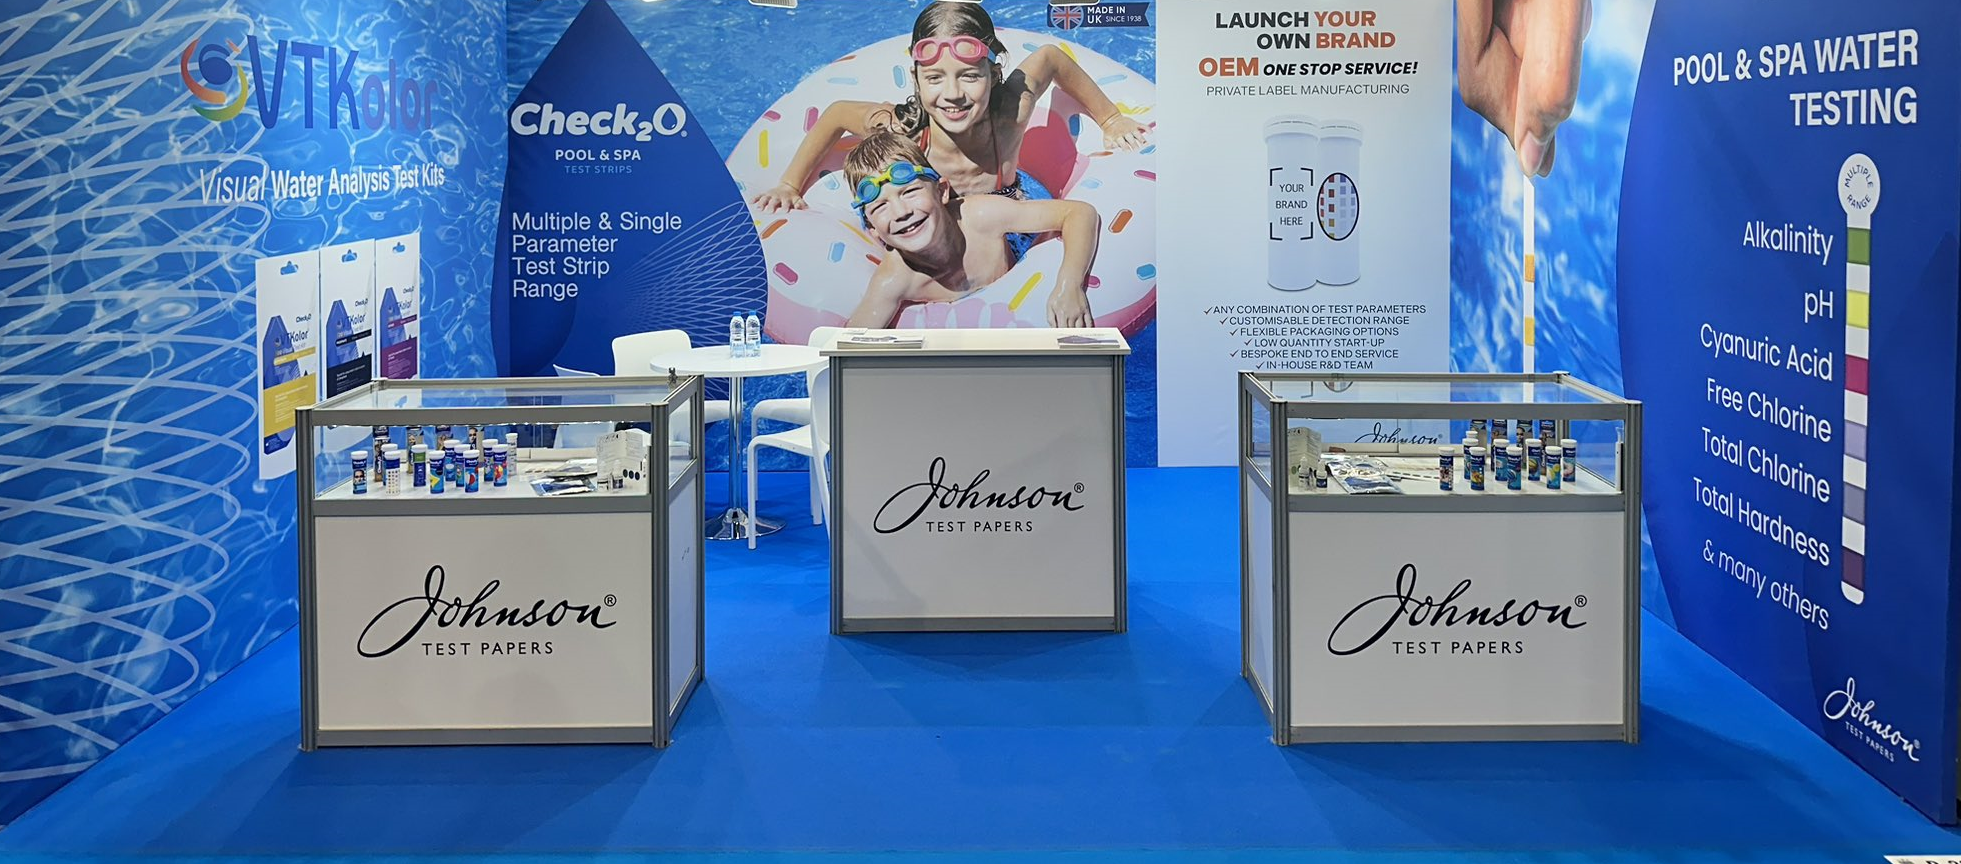 VTKolor
Visual Water Analysis Test Kits
Check2O®
POOL & SPA
TEST STRIPS
Multiple & Single
Parameter
Test Strip
Range
MADE IN
UK SINCE 1938
LAUNCH YOUR
OWN BRAND
OEM ONE STOP SERVICE!
PRIVATE LABEL MANUFACTURING
YOUR
BRAND
HERE
✓ANY COMBINATION OF TEST PARAMETERS
✓CUSTOMISABLE DETECTION RANGE
✓FLEXIBLE PACKAGING OPTIONS
✓LOW QUANTITY START-UP
✓BESPOKE END TO END SERVICE
✓IN-HOUSE R&D TEAM
POOL & SPA WATER
TESTING
MULTIPLE
RANGE
Alkalinity
pH
Cyanuric Acid
Free Chlorine
Total Chlorine
Total Hardness
& many others
Johnson®
TEST PAPERS
Johnson®
TEST PAPERS
Johnson®
TEST PAPERS
Johnson®
TEST PAPERS
Johnson